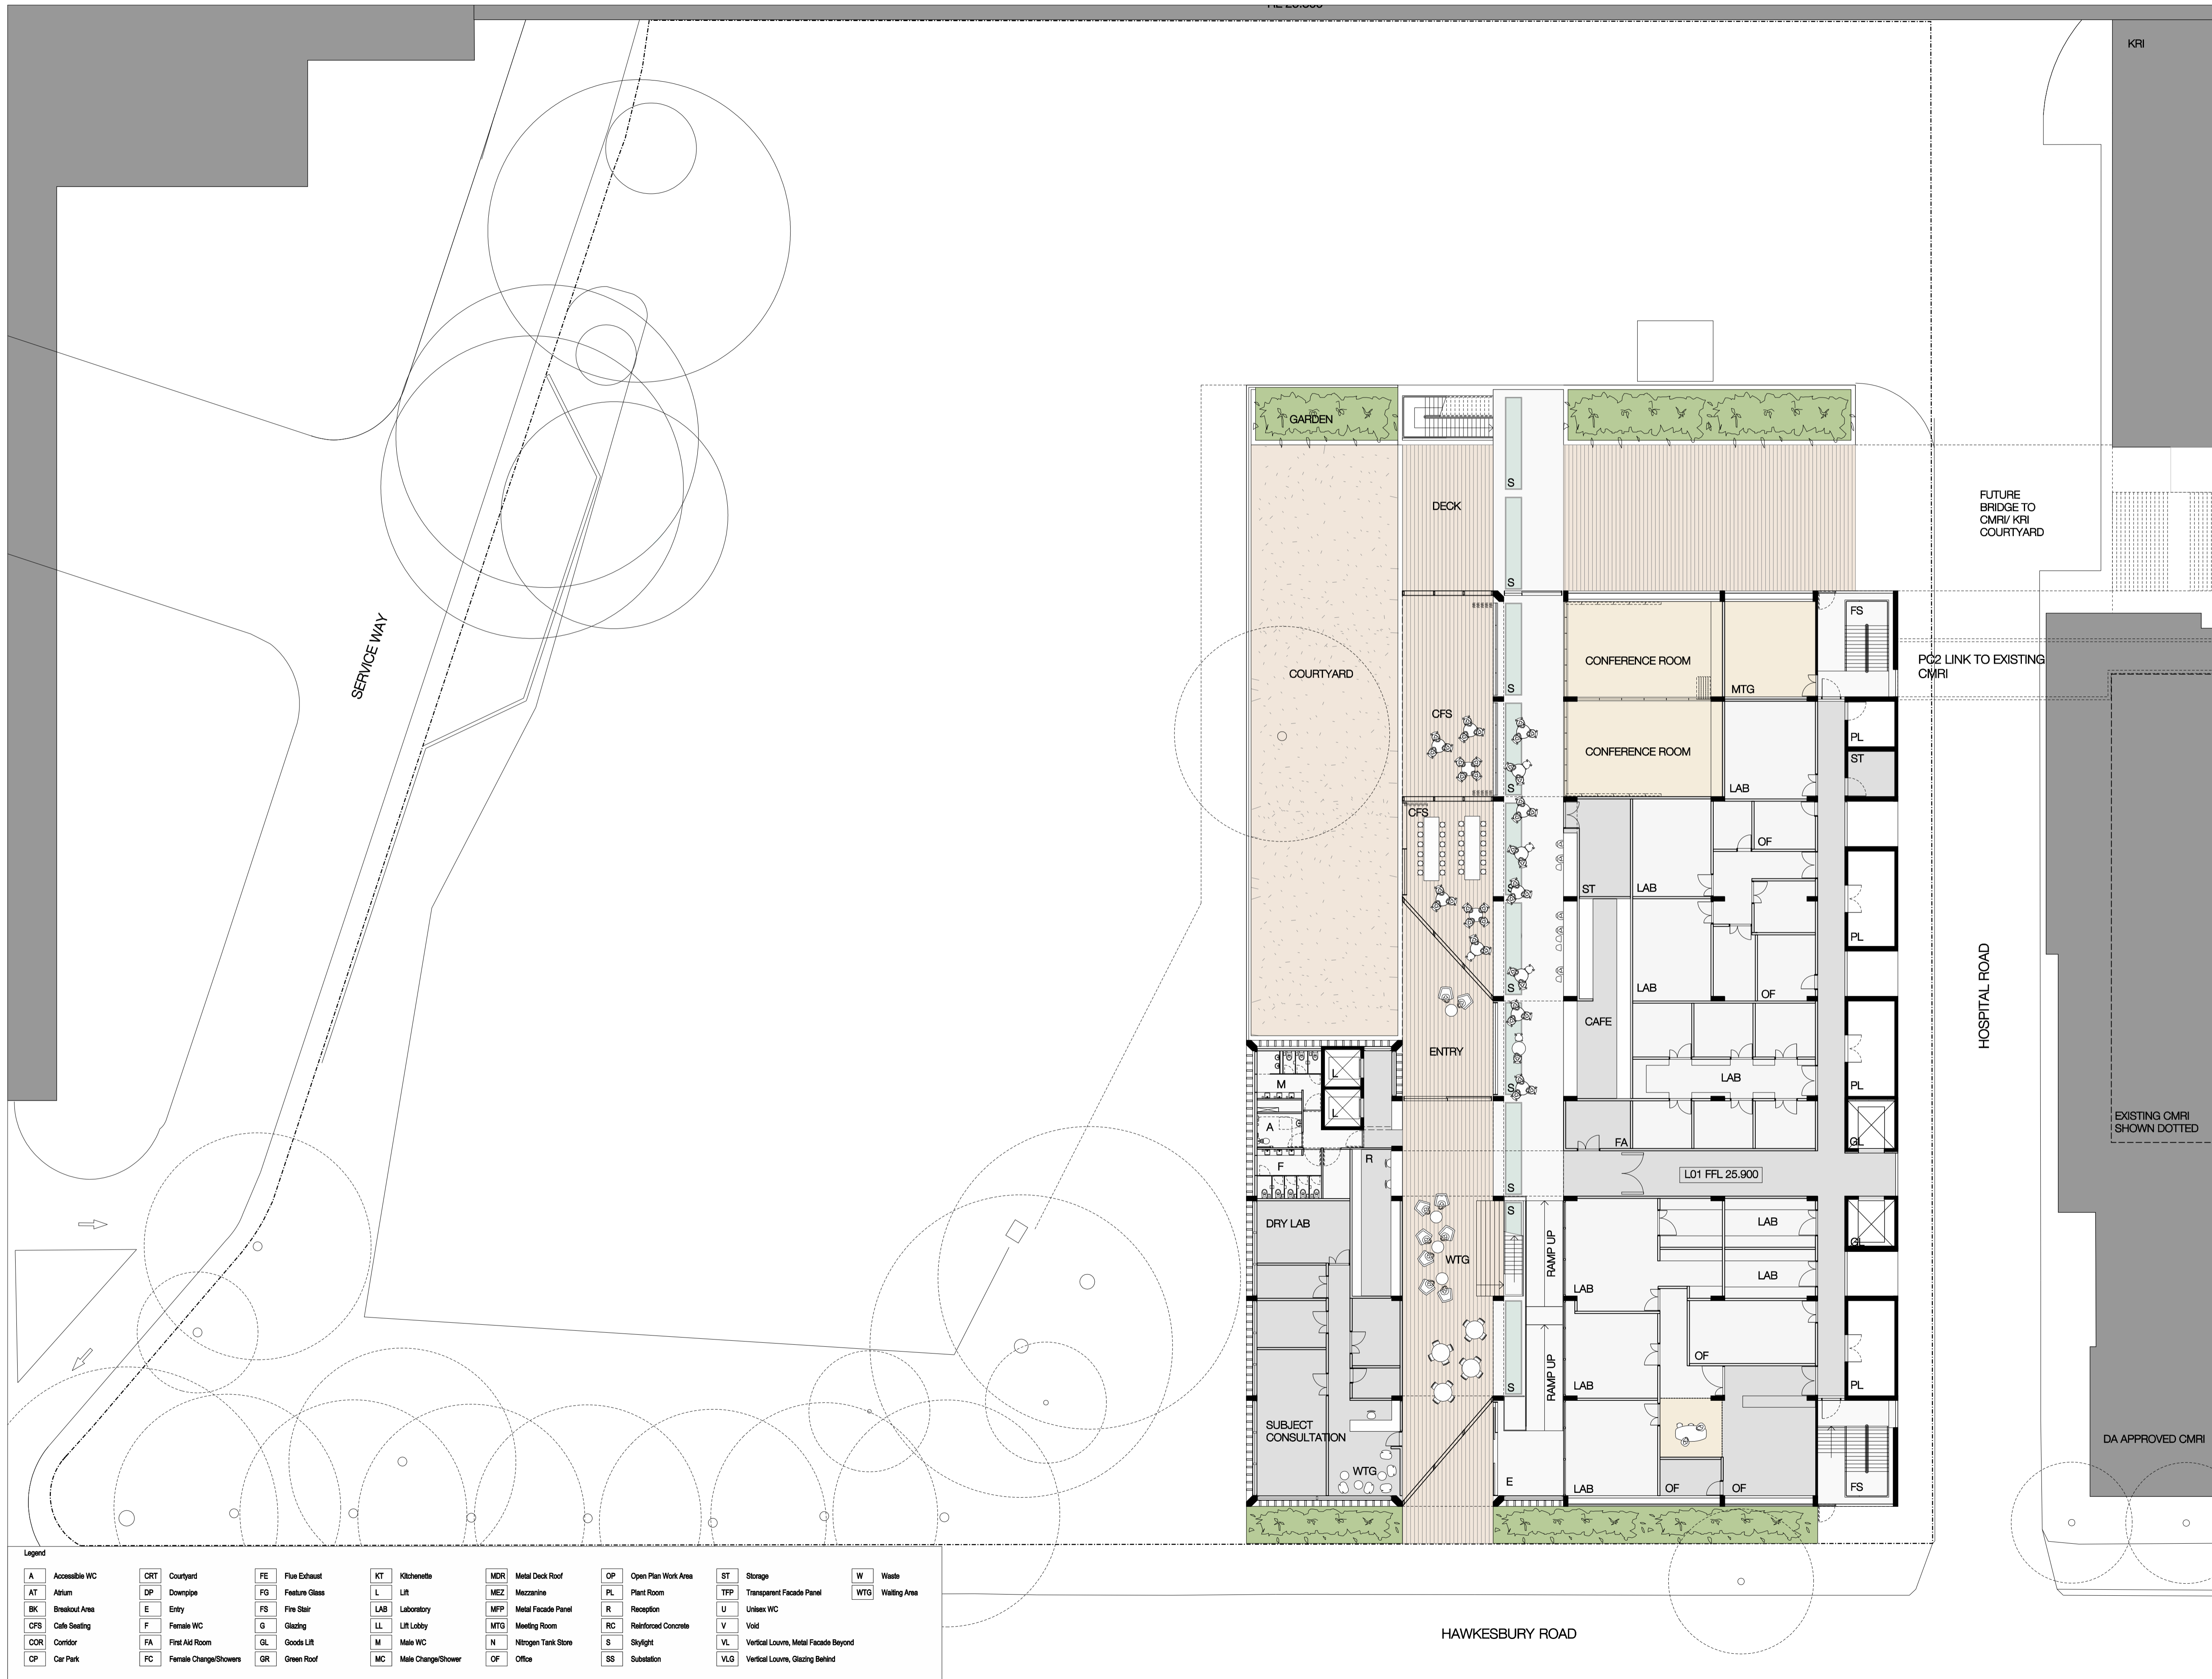 KRI
GARDEN
S
DECK
FUTURE
BRIDGE TO
CMRI/ KRI
COURTYARD
S
FS
SERVICE WAY
COURTYARD
CONFERENCE ROOM
PC2 LINK TO EXISTING
CMRI
S
MTG
CFS
PL
CONFERENCE ROOM
ST
S
LAB
CFS
OF
S
ST
LAB
PL
HOSPITAL ROAD
S
LAB
OF
CAFE
ENTRY
L
M
LAB
S
PL
L
A
EXISTING CMRI
SHOWN DOTTED
FA
GL
R
F
L01 FFL 25.900
S
S
DRY LAB
LAB
GL
RAMP UP
WTG
LAB
LAB
OF
RAMP UP
S
LAB
PL
SUBJECT
CONSULTATION
DA APPROVED CMRI
WTG
E
LAB
OF
OF
FS
HAWKESBURY ROAD
Legend
A Accessible WC
AT Atrium
BK Breakout Area
CFS Cafe Seating
COR Corridor
CP Car Park
CRT Courtyard
DP Downpipe
E Entry
F Female WC
FA First Aid Room
FC Female Change/Showers
FE Flue Exhaust
FG Feature Glass
FS Fire Stair
G Glazing
GL Goods Lift
GR Green Roof
KT Kitchenette
L Lift
LAB Laboratory
LL Lift Lobby
M Male WC
MC Male Change/Shower
MDR Metal Deck Roof
MEZ Mezzanine
MFP Metal Facade Panel
MTG Meeting Room
N Nitrogen Tank Store
OF Office
OP Open Plan Work Area
PL Plant Room
R Reception
RC Reinforced Concrete
S Skylight
SS Substation
ST Storage
TFP Transparent Facade Panel
U Unisex WC
V Void
VL Vertical Louvre, Metal Facade Beyond
VLG Vertical Louvre, Glazing Behind
W Waste
WTG Waiting Area